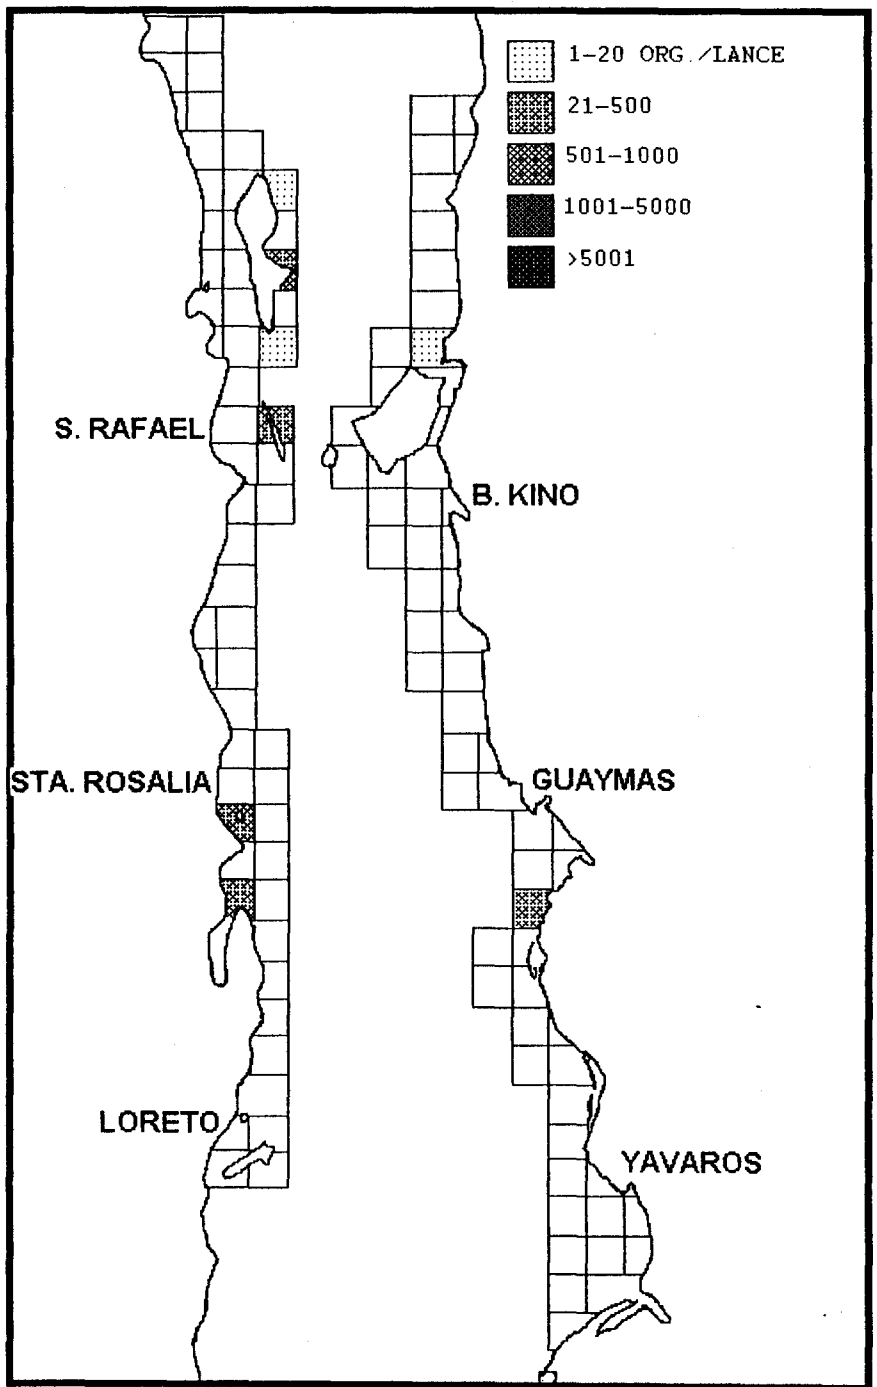 1-20 ORG./LANCE
21-500
501-1000
1001-5000
>5001
S. RAFAEL
B. KINO
STA. ROSALIA
GUAYMAS
LORETO
YAVAROS